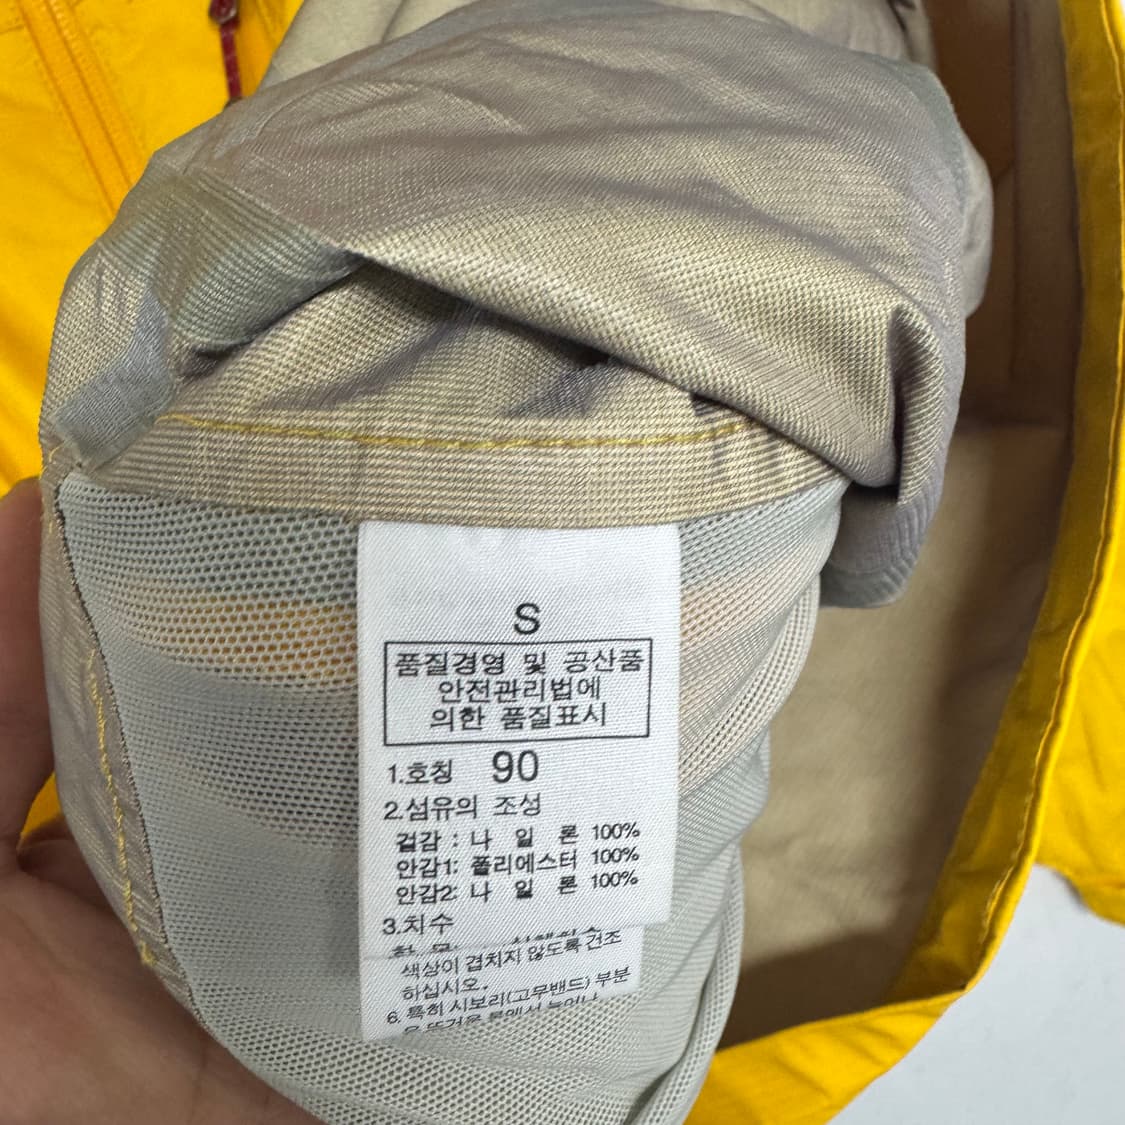 S
품질경영 및 공산품
안전관리법에
의한 품질표시
1.호칭 90
2.섬유의 조성
겉감 : 나 일 론 100%
안감1: 폴리에스터 100%
안감2: 나 일 론 100%
3.치수
색상이 겹치지 않도록 건조
하십시오.
6. 특히 시보리(고무밴드) 부분